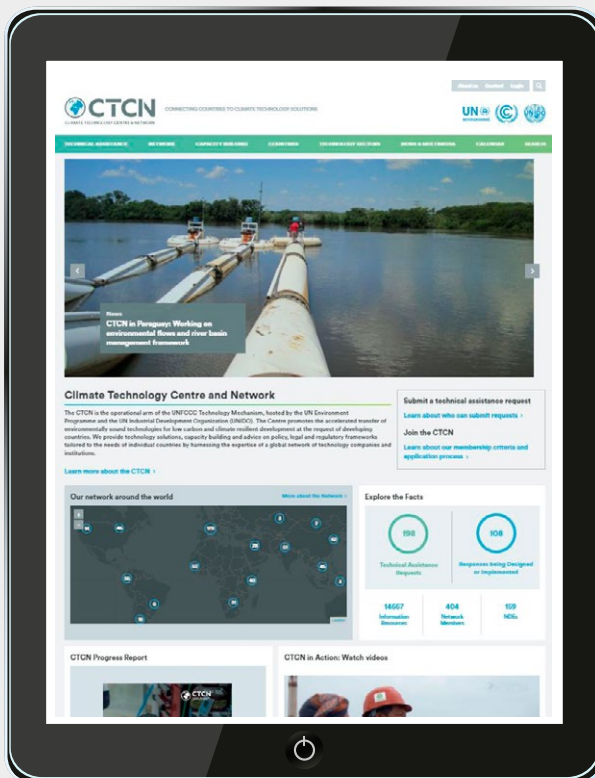 About us Contact Login
CTCN
CLIMATE TECHNOLOGY CENTRE & NETWORK
CONNECTING COUNTRIES TO CLIMATE TECHNOLOGY SOLUTIONS
UN
TECHNICAL ASSISTANCE NETWORK CAPACITY BUILDING COUNTRIES TECHNOLOGY SECTORS NEWS & MULTIMEDIA CALENDAR SEARCH
News
CTCN in Paraguay: Working on
environmental flows and river basin
management framework
Climate Technology Centre and Network
The CTCN is the operational arm of the UNFCCC Technology Mechanism, hosted by the UN Environment
Programme and the UN Industrial Development Organization (UNIDO). The Centre promotes the accelerated transfer of
environmentally sound technologies for low carbon and climate resilient development at the request of developing
countries. We provide technology solutions, capacity building and advice on policy, legal and regulatory frameworks
tailored to the needs of individual countries by harnessing the expertise of a global network of technology companies and
institutions.
Learn more about the CTCN ›
Submit a technical assistance request
Learn about who can submit requests ›
Join the CTCN
Learn about our membership criteria and
application process ›
Our network around the world
More about the Network ›
Explore the Facts
198
Technical Assistance
Requests
108
Responses being Designed
or Implemented
14667
Information
Resources
404
Network
Members
159
NDEs
CTCN Progress Report
CTCN
CTCN in Action: Watch videos